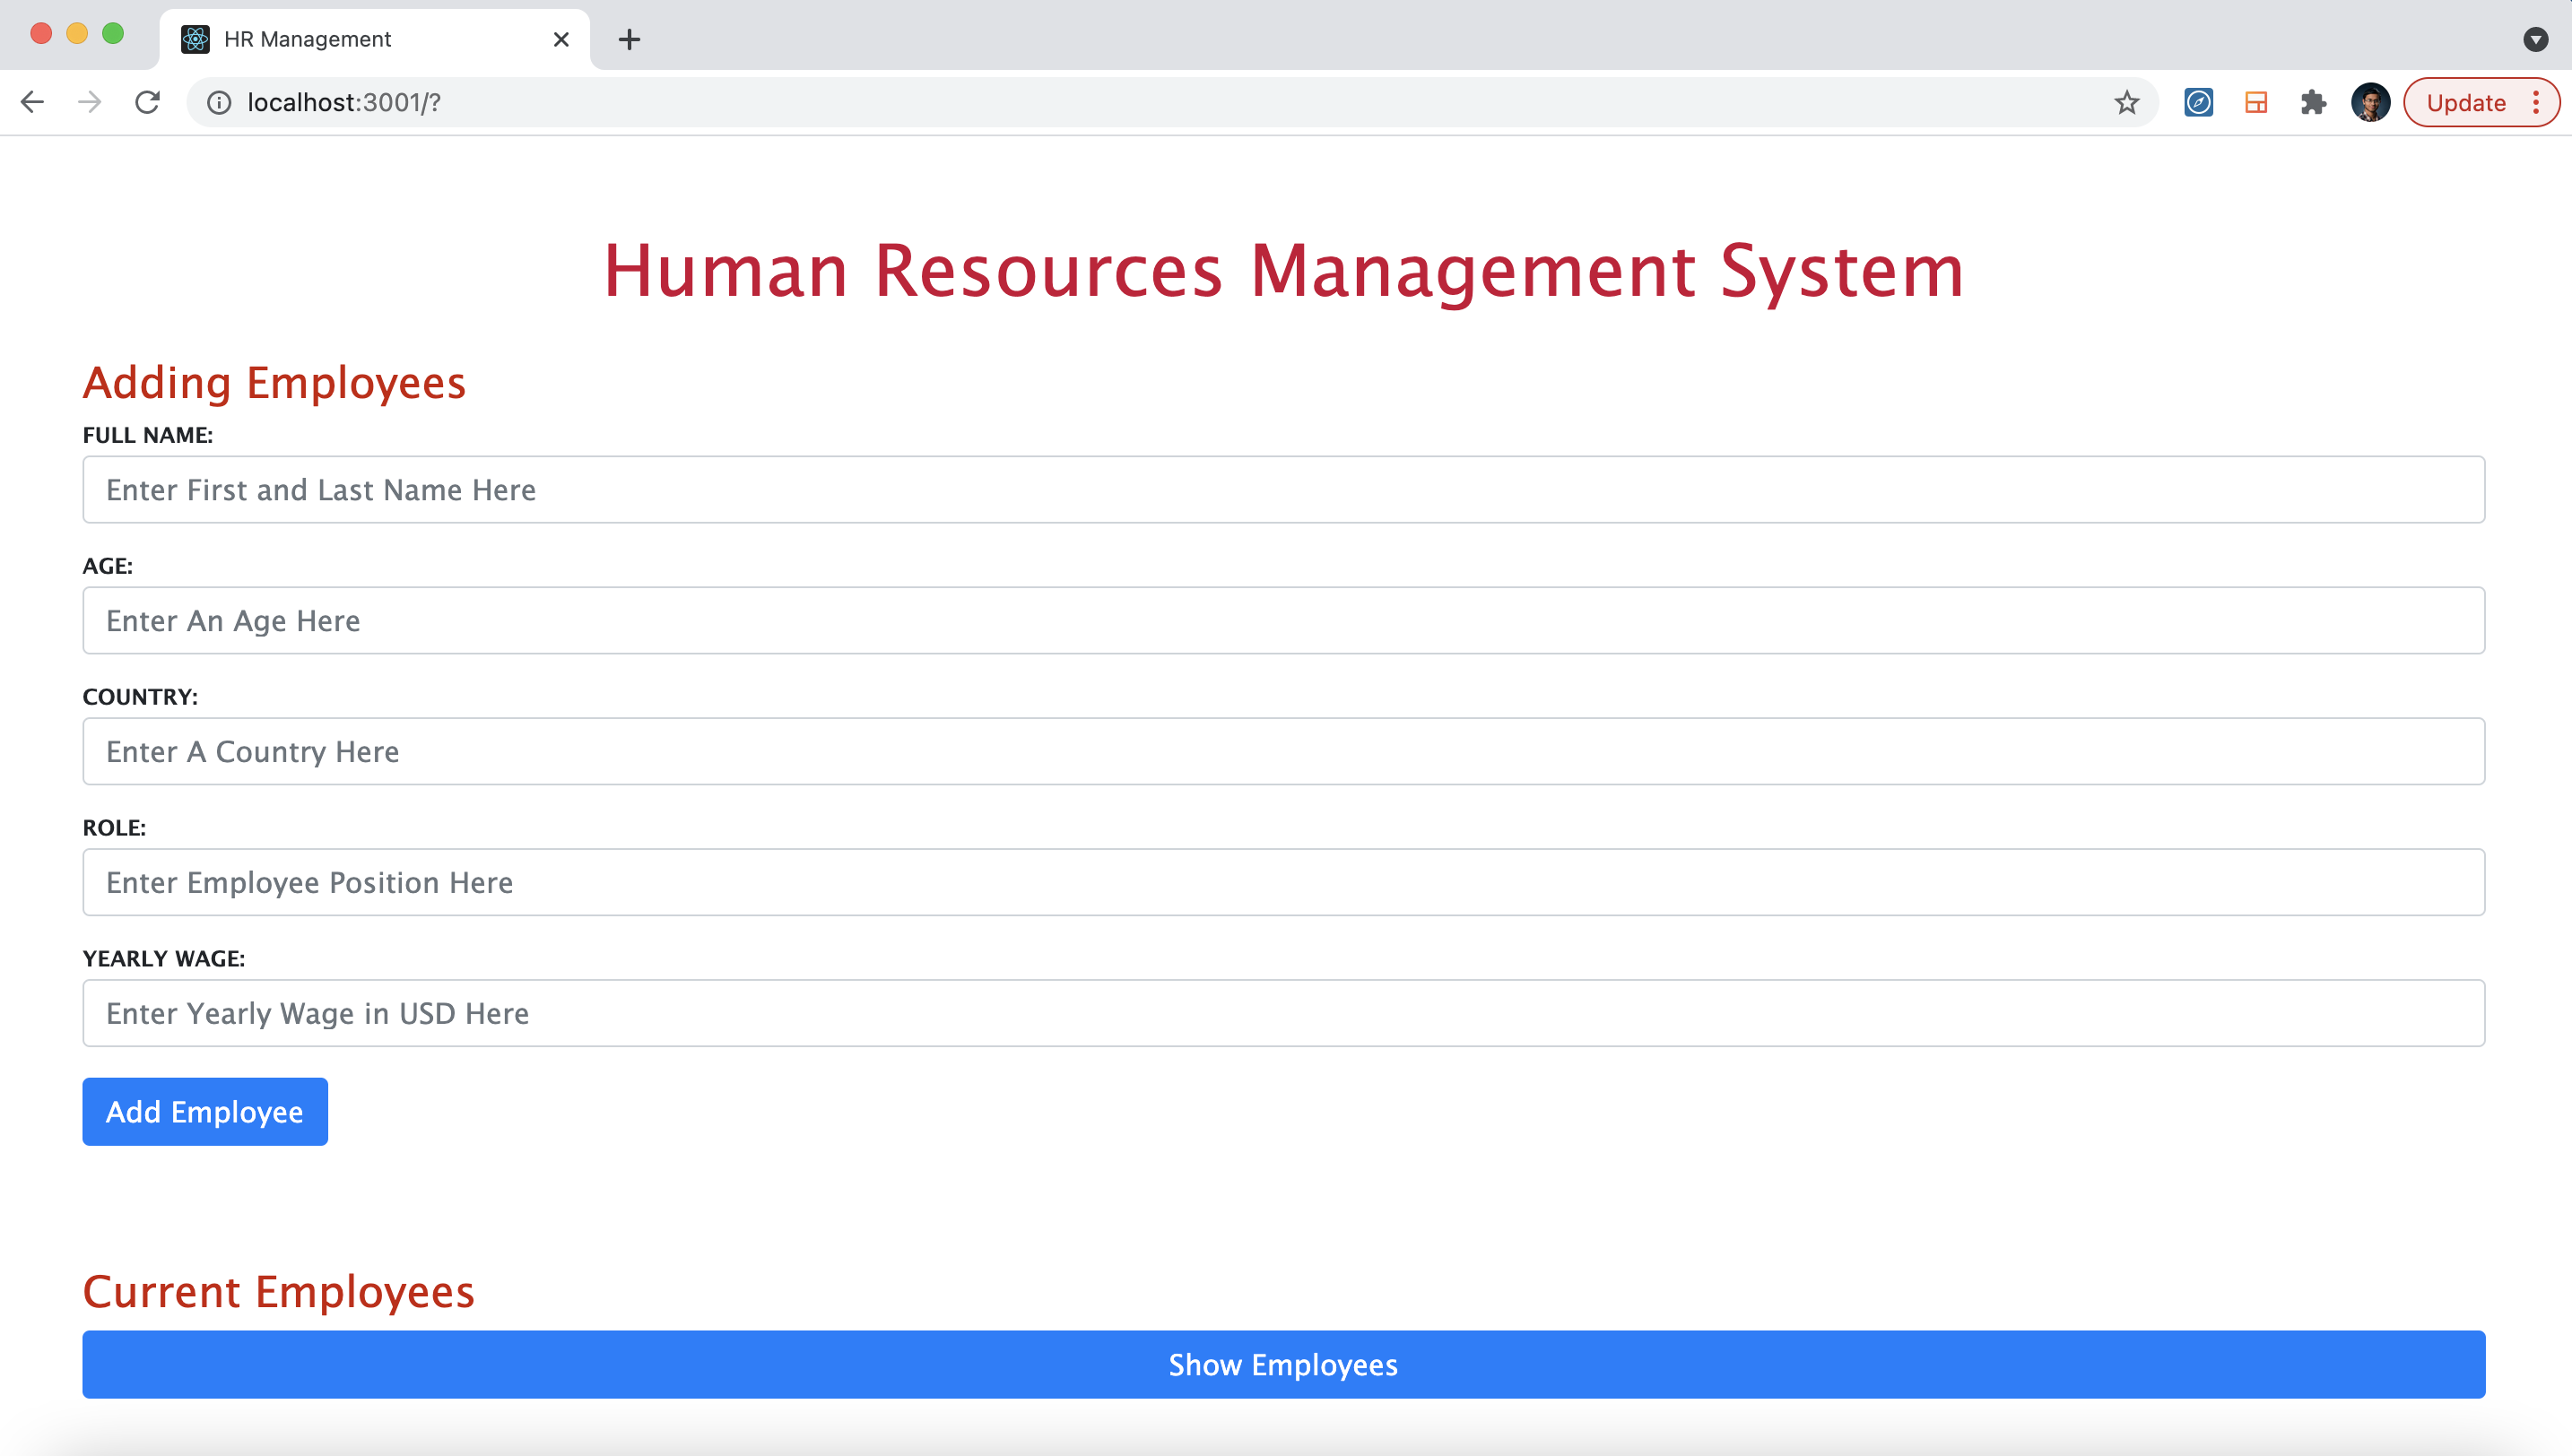 HR Management
localhost:3001/?
Update
Human Resources Management System
Adding Employees
FULL NAME:
Enter First and Last Name Here
AGE:
Enter An Age Here
COUNTRY:
Enter A Country Here
ROLE:
Enter Employee Position Here
YEARLY WAGE:
Enter Yearly Wage in USD Here
Add Employee
Current Employees
Show Employees